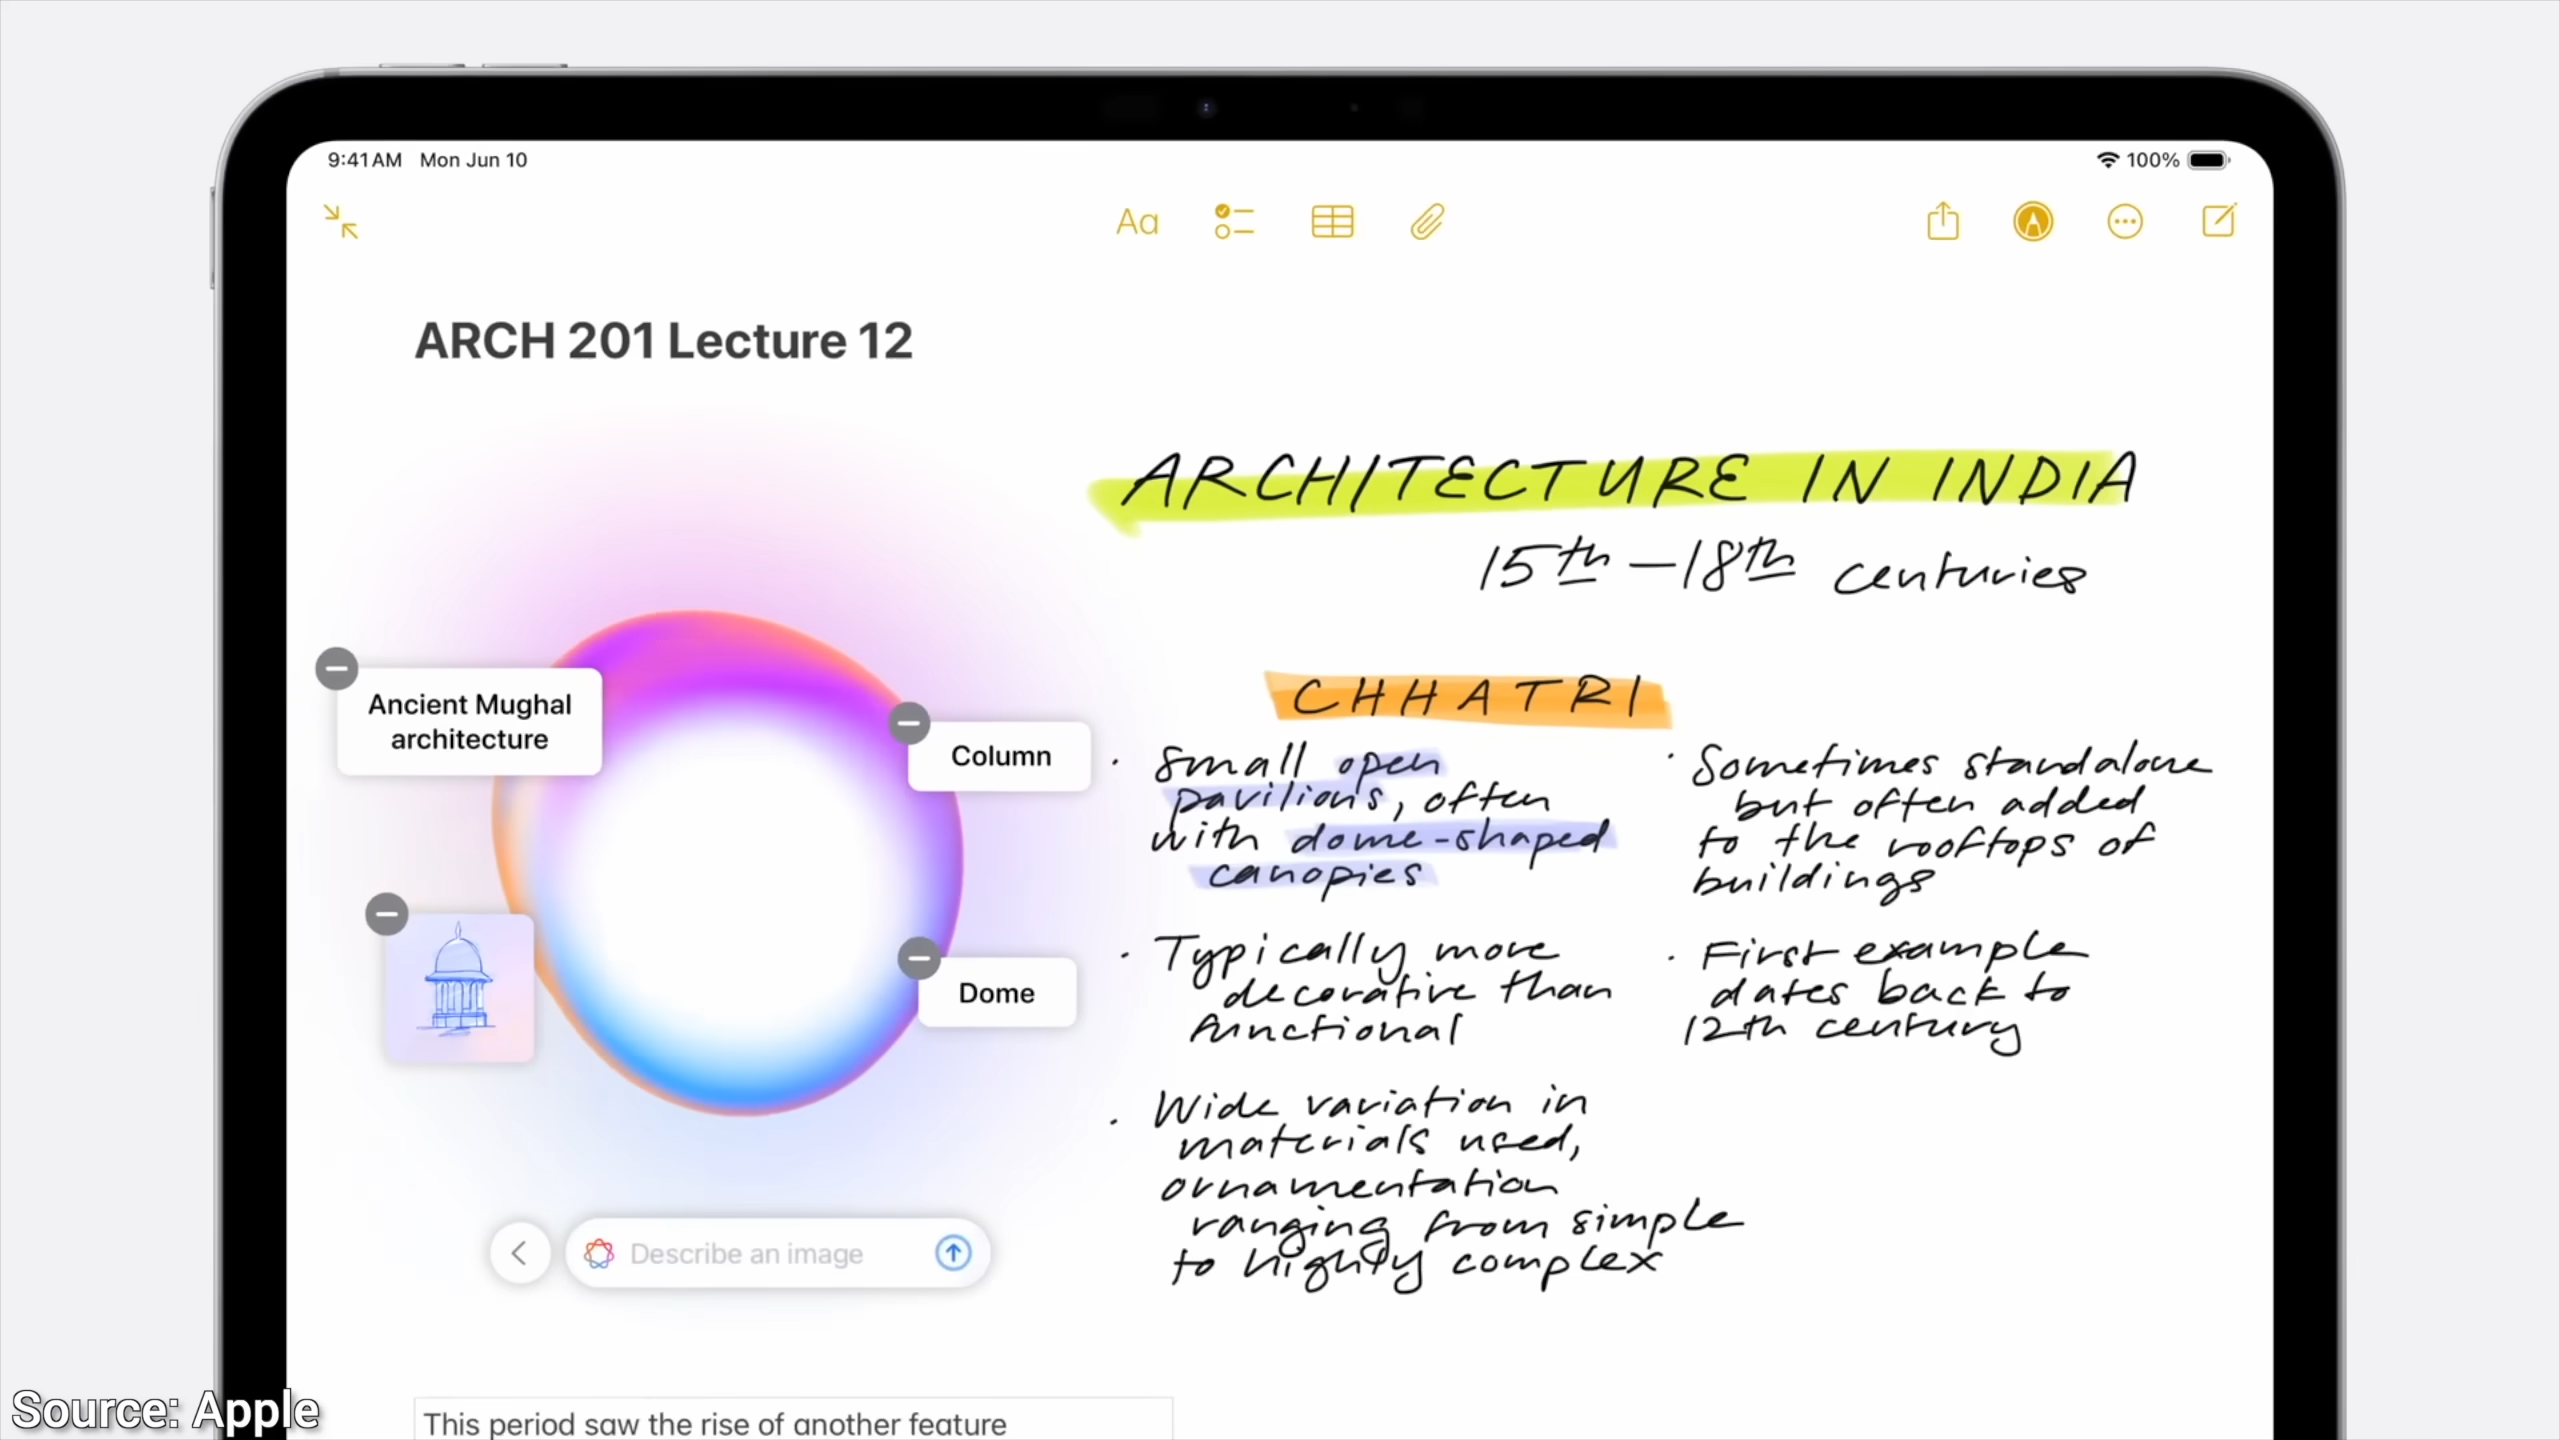 9:41 AM Mon Jun 10
100%
Aa
ARCH 201 Lecture 12
ARCHITECTURE IN INDIA
15th – 18th centuries
Ancient Mughal
architecture
Column
Dome
Describe an image
CHHATRI
· Small open
pavilions, often
with dome-shaped
canopies
· Typically more
decorative than
functional
· Wide variation in
materials used,
ornamentation
ranging from simple
to highly complex
· Sometimes standalone
but often added
to the rooftops of
buildings
· First example
dates back to
12th century
This period saw the rise of another feature
Source: Apple